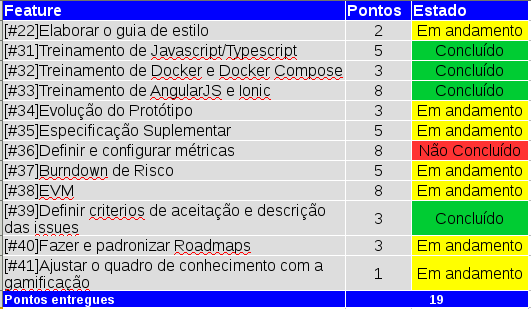 Feature Pontos Estado
[#22]Elaborar o guia de estilo 2 Em andamento
[#31]Treinamento de Javascript/Typescript 5 Concluído
[#32]Treinamento de Docker e Docker Compose 3 Concluído
[#33]Treinamento de AngularJS e Ionic 8 Concluído
[#34]Evolução do Protótipo 3 Em andamento
[#35]Especificação Suplementar 5 Em andamento
[#36]Definir e configurar métricas 8 Não Concluído
[#37]Burndown de Risco 5 Em andamento
[#38]EVM 8 Em andamento
[#39]Definir criterios de aceitação e descrição
das issues 3 Concluído
[#40]Fazer e padronizar Roadmaps 3 Em andamento
[#41]Ajustar o quadro de conhecimento com a
gamificação 1 Em andamento
Pontos entregues 19